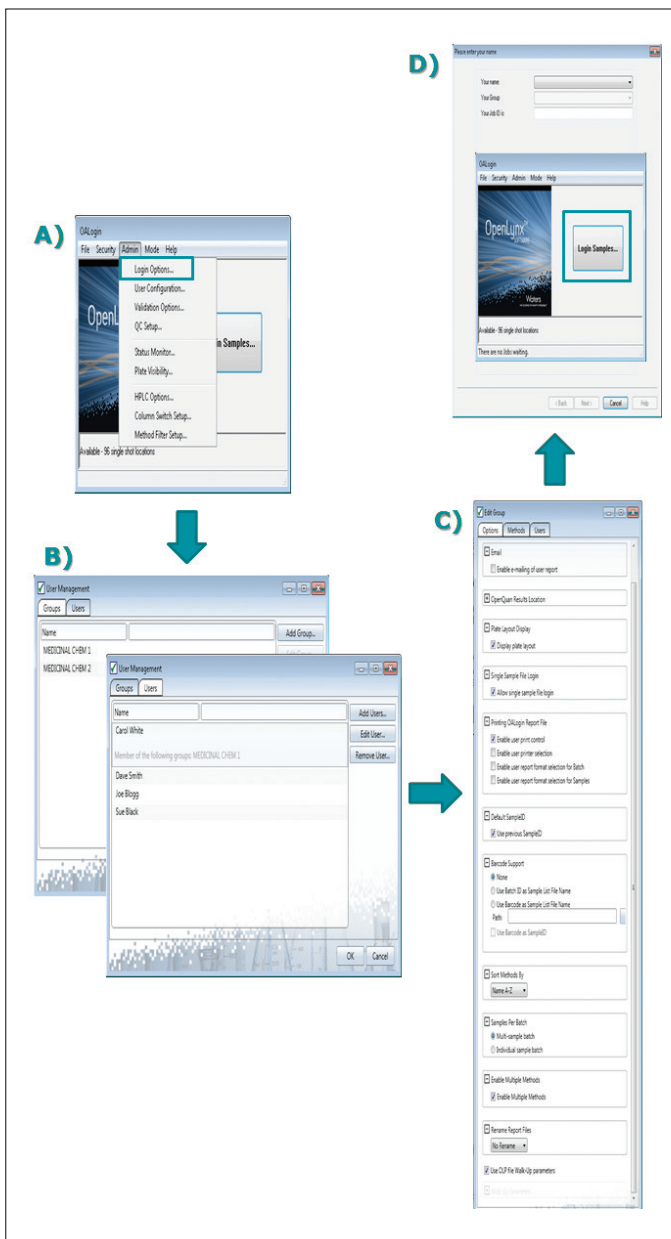 A)
OALogin
File Security Admin Mode Help
Login Options...
User Configuration...
Validation Options...
QC Setup...
Status Monitor...
Plate Visibility...
HPLC Options...
Column Switch Setup...
Method Filter Setup...
OpenL
n Samples...
Available - 96 single shot locations
B)
User Management
Groups Users
Name
Add Group...
MEDICINAL CHEM 1
MEDICINAL CHEM 2
User Management
Groups Users
Name
Add Users...
Carol White
Edit User...
Member of the following groups: MEDICINAL CHEM 1
Remove User...
Dave Smith
Joe Blogg
Sue Black
OK Cancel
C)
Edit Group
Options Methods Users
Email
Enable e-mailing of user report
OpenQuan Results Location
Plate Layout Display
Display plate layout
Single Sample File Login
Allow single sample file login
Printing OALogin Report File
Enable user print control
Enable user printer selection
Enable user report format selection for Batch
Enable user report format selection for Samples
Default SampleID
Use previous SampleID
Barcode Support
None
Use Batch ID as Sample List File Name
Use Barcode as Sample List File Name
Path:
Use Barcode as SampleID
Sort Methods By
Name A-Z
Samples Per Batch
Multi-sample batch
Individual sample batch
Enable Multiple Methods
Enable Multiple Methods
Rename Report Files
No Rename
Use OLP file Walk-Up parameters
D)
Please enter your name
Your name
Your Group
Your Job ID is
OALogin
File Security Admin Mode Help
OpenLynx
Login Samples...
Waters
Available - 96 single shot locations
There are no Jobs waiting.
< Back Next > Cancel Help